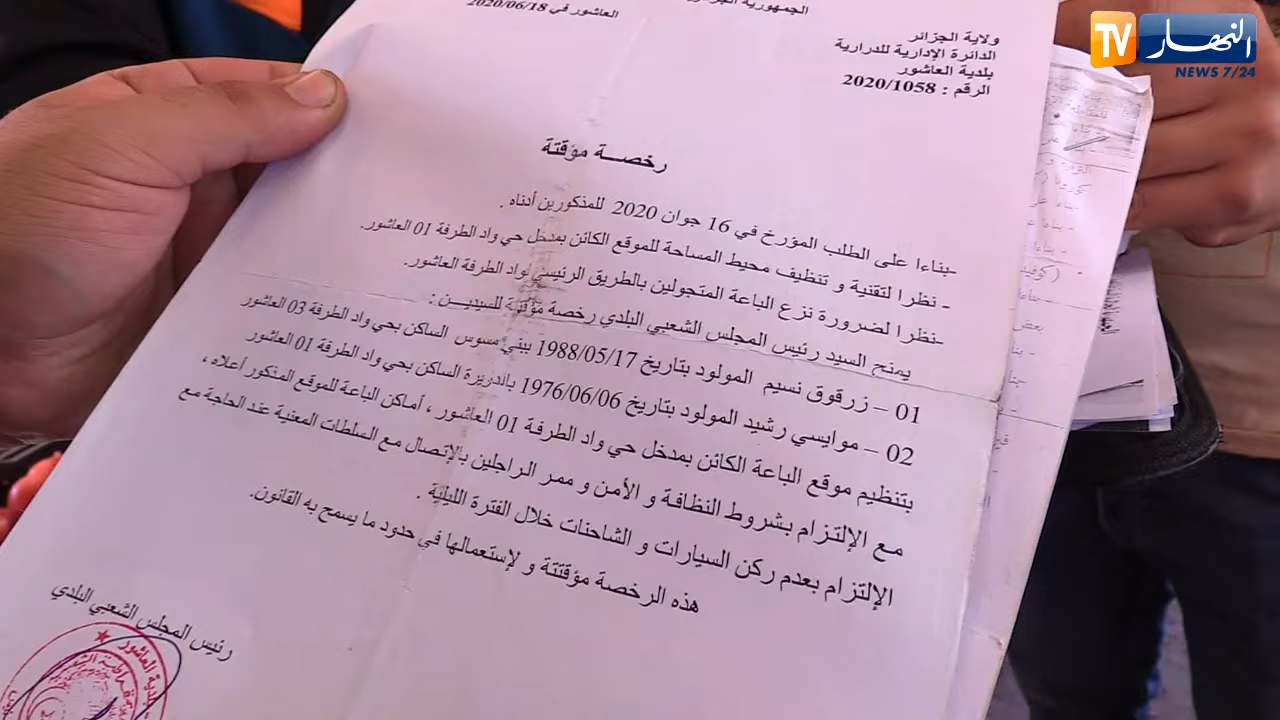 الجمهورية الجزائرية
العاشور في 2020/06/18
ولاية الجزائر
الدائرة الإدارية للدرارية
بلدية العاشور
الرقم : 2020/1058
رخصـــة مؤقتة
-بناءا على الطلب المؤرخ في 16 جوان 2020 للمذكورين أدناه .
- نظرا لتقنية و تنظيف محيط المساحة للموقع الكائن بمدخل حي واد الطرفة 01 العاشور.
-نظرا لضرورة نزع الباعة المتجولين بالطريق الرئيسي لواد الطرفة العاشور.
يمنح السيد رئيس المجلس الشعبي البلدي رخصة مؤقتة للسيديـــن :
01 – زرقوق نسيم المولود بتاريخ 1988/05/17 ببني مسوس الساكن بحي واد الطرفة 03 العاشور
02 – موايسي رشيد المولود بتاريخ 1976/06/06 بالدريرة الساكن بحي واد الطرفة 01 العاشور
بتنظيم موقع الباعة الكائن بمدخل حي واد الطرفة 01 العاشور ، أماكن الباعة للموقع المذكور أعلاه ،
مع الإلتزام بشروط النظافة و الأمن و ممر الراجلين بالإتصال مع السلطات المعنية عند الحاجة مع
الإلتزام بعدم ركن السيارات و الشاحنات خلال الفترة الليلية .
هذه الرخصة مؤقتتة و لإستعمالها في حدود ما يسمح به القانون.
رئيس المجلس الشعبي البلدي
بلدية العاشور
النهار TV
NEWS 7/24